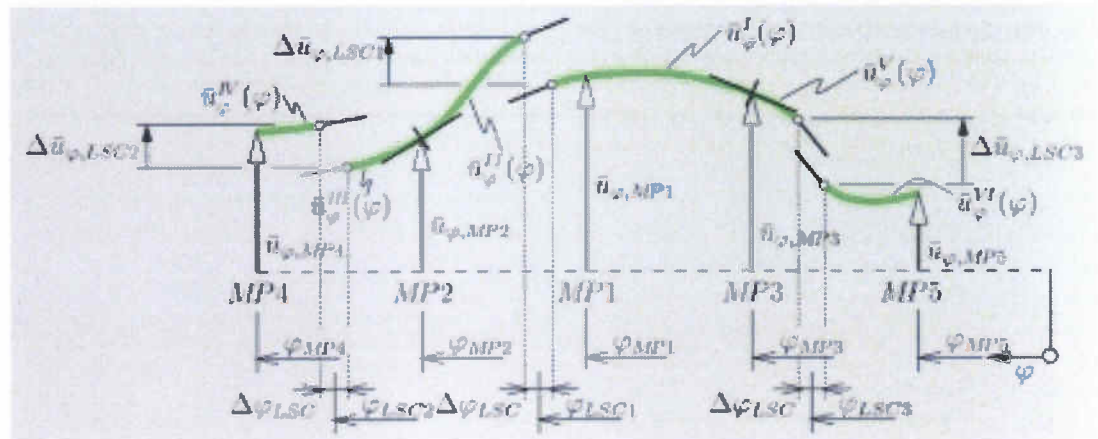 Δū_φ,LSC1
ū_φ^I(φ)
ū_φ^IV(φ)
ū_φ^V(φ)
Δū_φ,LSC2
ū_φ^II(φ)
Δū_φ,LSC3
ū_φ^III(φ)
ū_φ,MP1
ū_φ^VI(φ)
ū_φ,MP4
ū_φ,MP2
ū_φ,MP3
ū_φ,MP5
MP4 MP2 MP1 MP3 MP5
φ_MP4 φ_MP2 φ_MP1 φ_MP3 φ_MP5
φ
Δφ_LSC φ_LSC2 Δφ_LSC φ_LSC1 Δφ_LSC φ_LSC3